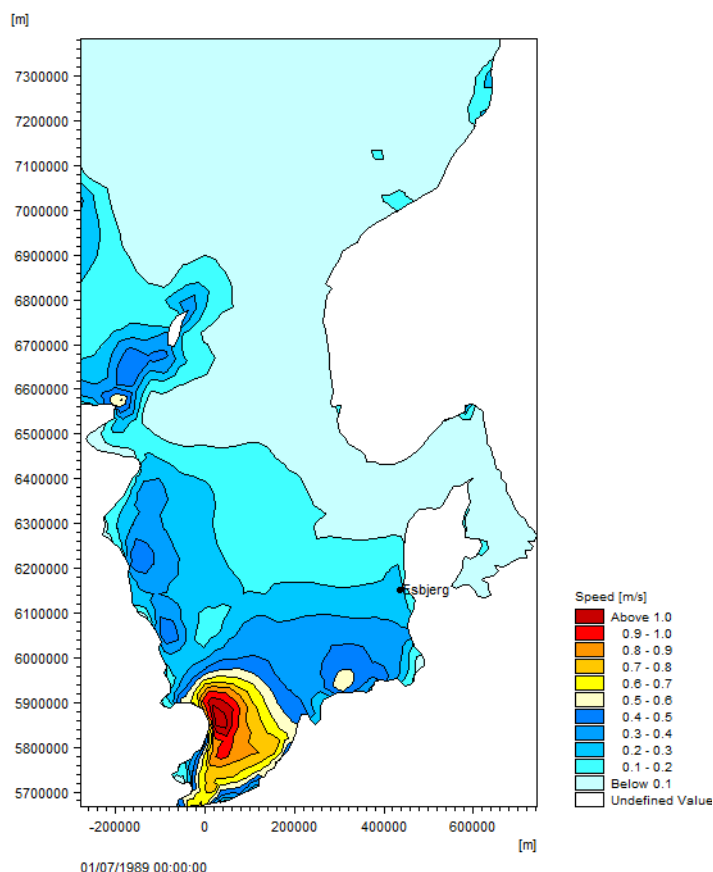 [m]
7300000
7200000
7100000
7000000
6900000
6800000
6700000
6600000
6500000
6400000
6300000
6200000
6100000
6000000
5900000
5800000
5700000
Esbjerg
-200000 0 200000 400000 600000
[m]
01/07/1989 00:00:00
Speed [m/s]
Above 1.0
0.9 - 1.0
0.8 - 0.9
0.7 - 0.8
0.6 - 0.7
0.5 - 0.6
0.4 - 0.5
0.3 - 0.4
0.2 - 0.3
0.1 - 0.2
Below 0.1
Undefined Value